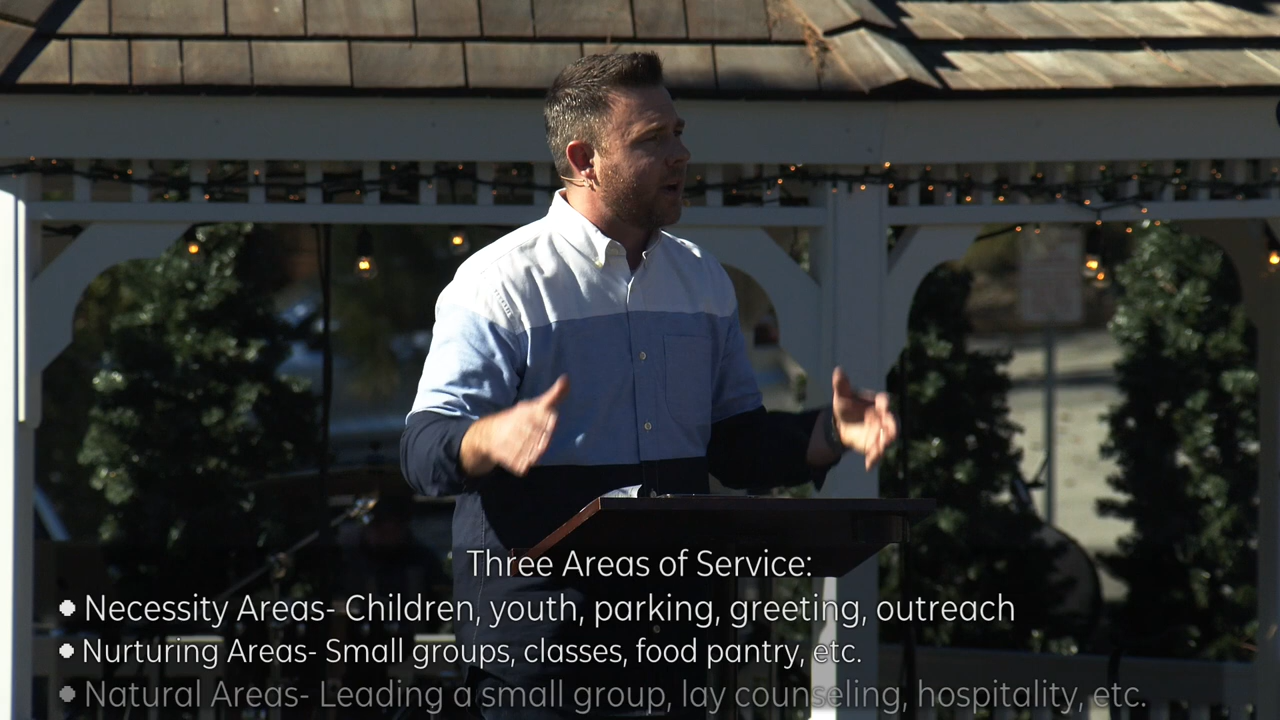 Three Areas of Service:
● Necessity Areas- Children, youth, parking, greeting, outreach
● Nurturing Areas- Small groups, classes, food pantry, etc.
● Natural Areas- Leading a small group, lay counseling, hospitality, etc.